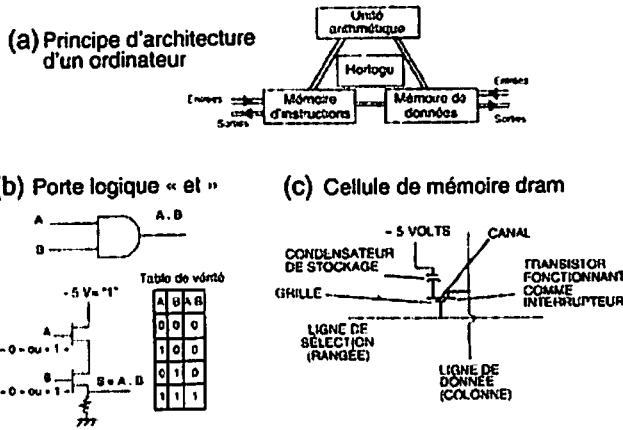 (a) Principe d'architecture
d'un ordinateur
Unité
arithmétique
Horloge
Entrées
Sorties
Mémoire
d'instructions
Mémoire de
données
Entrées
Sorties
(b) Porte logique « et »
A
B
A.B
- 5 V = "1"
A
- 0 - ou - 1 -
B
- 0 - ou - 1 -
S = A.B
Table de vérité
A B A B
0 0 0
1 0 0
0 1 0
1 1 1
(c) Cellule de mémoire dram
- 5 VOLTS
CANAL
CONDENSATEUR
DE STOCKAGE
GRILLE
TRANSISTOR
FONCTIONNANT
COMME
INTERRUPTEUR
LIGNE DE
SÉLECTION
(RANGÉE)
LIGNE DE
DONNÉE
(COLONNE)